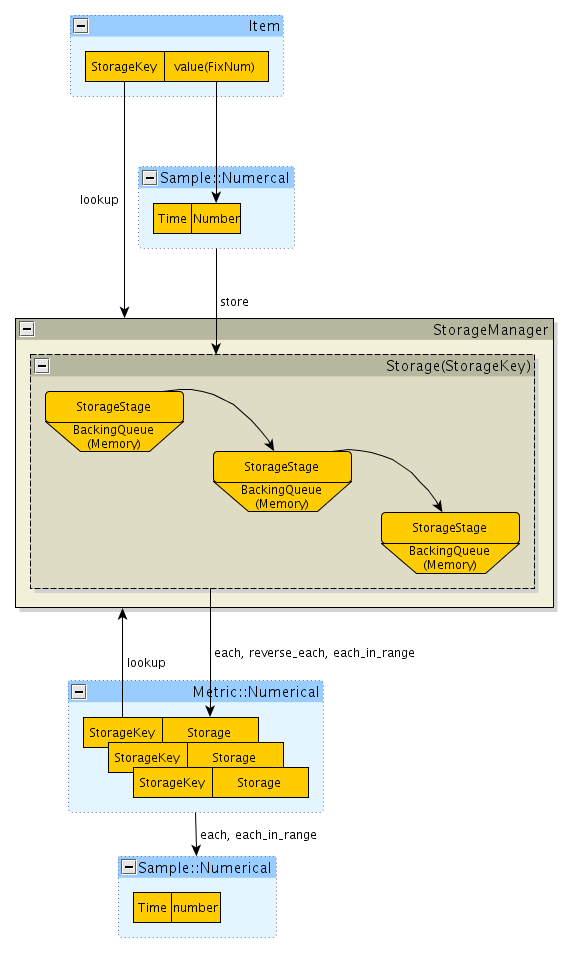 Item
StorageKey value(FixNum)
Sample::Numercal
lookup
Time Number
store
StorageManager
Storage(StorageKey)
StorageStage
BackingQueue
(Memory)
StorageStage
BackingQueue
(Memory)
StorageStage
BackingQueue
(Memory)
each, reverse_each, each_in_range
lookup
Metric::Numerical
StorageKey Storage
StorageKey Storage
StorageKey Storage
each, each_in_range
Sample::Numerical
Time number